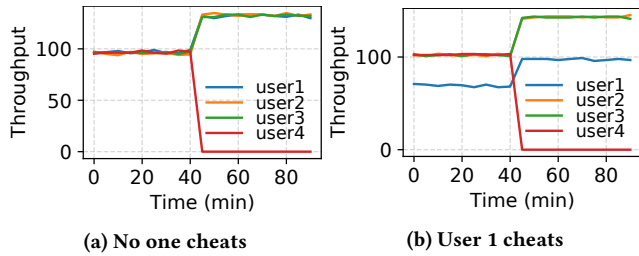 Throughput
100
50
0
user1
user2
user3
user4
0
20
40
60
80
Time (min)
(a) No one cheats
Throughput
100
0
user1
user2
user3
user4
0
20
40
60
80
Time (min)
(b) User 1 cheats